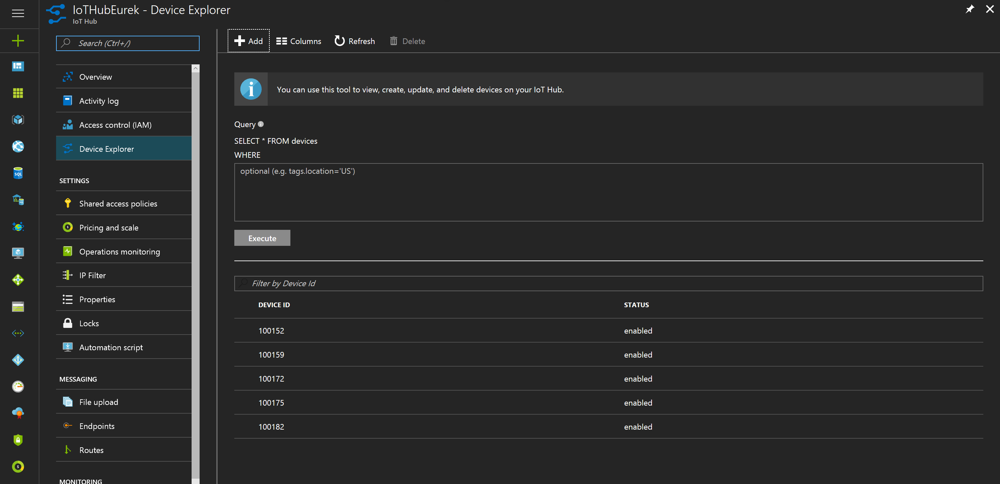 IoTHubEurek - Device Explorer
IoT Hub
Search (Ctrl+/)
Overview
Activity log
Access control (IAM)
Device Explorer
SETTINGS
Shared access policies
Pricing and scale
Operations monitoring
IP Filter
Properties
Locks
Automation script
MESSAGING
File upload
Endpoints
Routes
MONITORING
Add Columns Refresh Delete
You can use this tool to view, create, update, and delete devices on your IoT Hub.
Query
SELECT * FROM devices
WHERE
optional (e.g. tags.location='US')
Execute
Filter by Device Id
DEVICE ID STATUS
100152 enabled
100159 enabled
100172 enabled
100175 enabled
100182 enabled